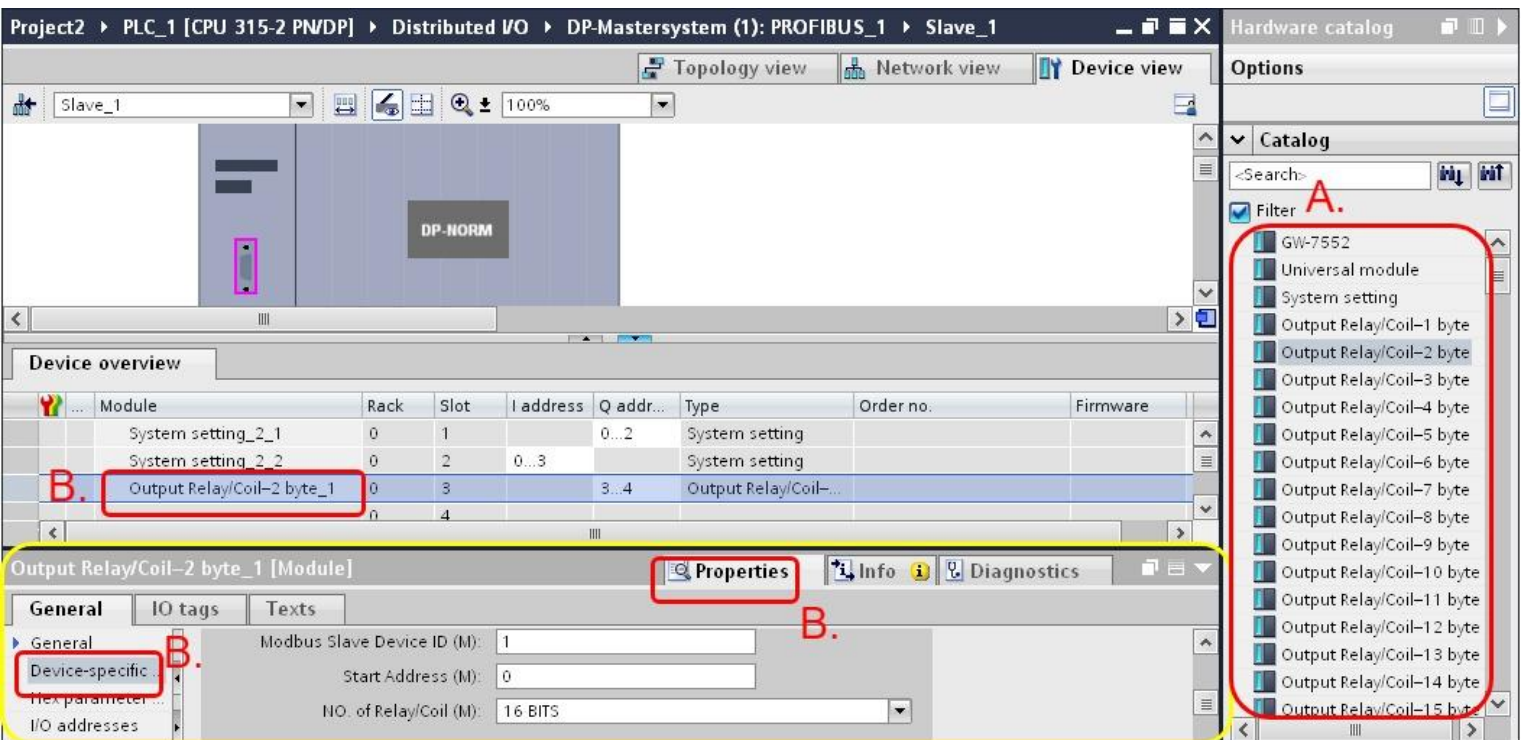 Project2 ▸ PLC_1 [CPU 315-2 PN/DP] ▸ Distributed I/O ▸ DP-Mastersystem (1): PROFIBUS_1 ▸ Slave_1
Topology view Network view Device view
Slave_1 100%
DP-NORM
Device overview
... Module Rack Slot I address Q addr... Type Order no. Firmware
System setting_2_1 0 1 0...2 System setting
System setting_2_2 0 2 0...3 System setting
B. Output Relay/Coil–2 byte_1 0 3 3...4 Output Relay/Coil–...
0 4
Output Relay/Coil–2 byte_1 [Module] Properties Info Diagnostics
B.
General IO tags Texts
General
Device-specific ...
B.
Hex parameter ...
I/O addresses
Modbus Slave Device ID (M): 1
Start Address (M): 0
NO. of Relay/Coil (M): 16 BITS
Hardware catalog
Options
Catalog
<Search>
Filter
A.
GW-7552
Universal module
System setting
Output Relay/Coil–1 byte
Output Relay/Coil–2 byte
Output Relay/Coil–3 byte
Output Relay/Coil–4 byte
Output Relay/Coil–5 byte
Output Relay/Coil–6 byte
Output Relay/Coil–7 byte
Output Relay/Coil–8 byte
Output Relay/Coil–9 byte
Output Relay/Coil–10 byte
Output Relay/Coil–11 byte
Output Relay/Coil–12 byte
Output Relay/Coil–13 byte
Output Relay/Coil–14 byte
Output Relay/Coil–15 byte